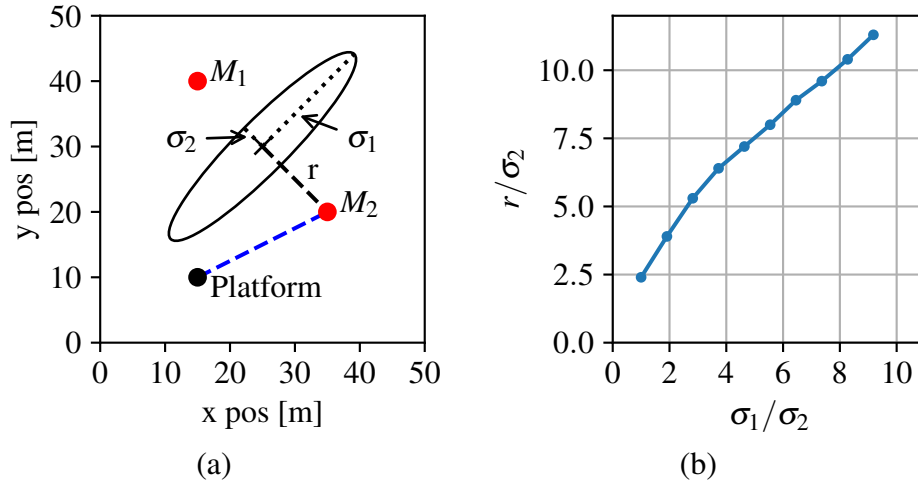 50
40
30
20
10
0
y pos [m]
M₁
σ₂
σ₁
r
M₂
Platform
0 10 20 30 40 50
x pos [m]
(a)
10.0
7.5
5.0
2.5
0.0
r/σ₂
0 2 4 6 8 10
σ₁/σ₂
(b)